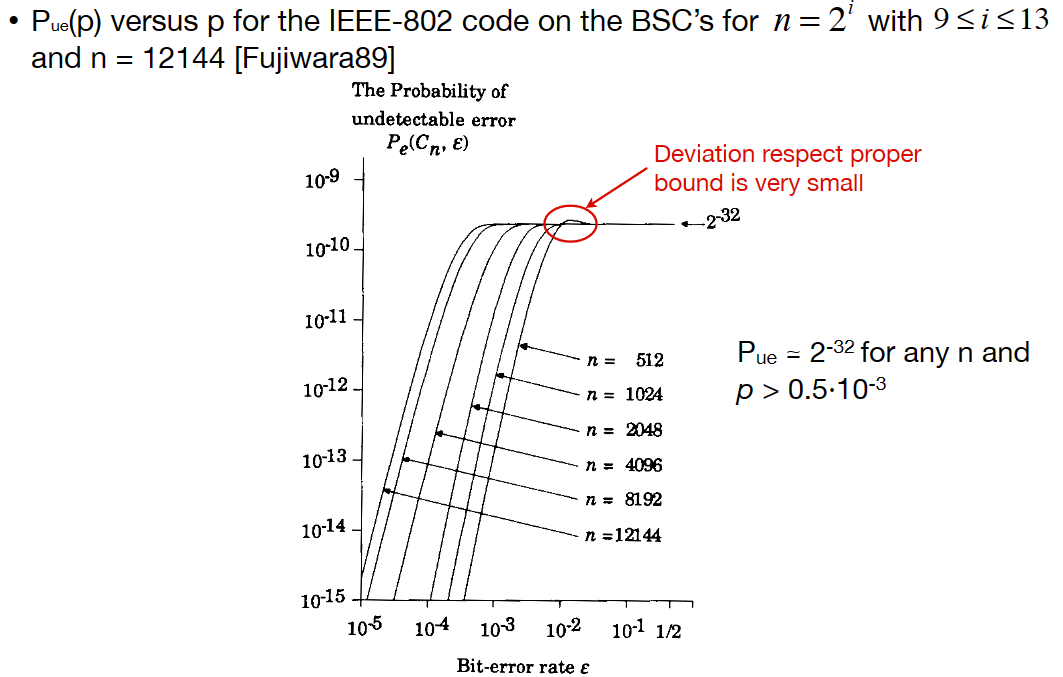 • Pue(p) versus p for the IEEE-802 code on the BSC's for n = 2^i with 9 ≤ i ≤ 13
and n = 12144 [Fujiwara89]
The Probability of
undetectable error
Pe(Cn, ε)
Deviation respect proper
bound is very small
10-9
2-32
10-10
10-11
Pue ≃ 2-32 for any n and
p > 0.5·10-3
n = 512
10-12
n = 1024
n = 2048
10-13
n = 4096
n = 8192
10-14
n =12144
10-15
10-5 10-4 10-3 10-2 10-1 1/2
Bit-error rate ε